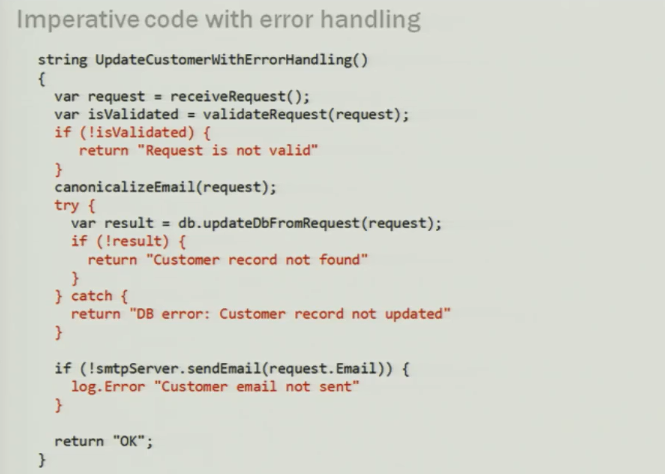 Imperative code with error handling
string UpdateCustomerWithErrorHandling()
{
var request = receiveRequest();
var isValidated = validateRequest(request);
if (!isValidated) {
return "Request is not valid"
}
canonicalizeEmail(request);
try {
var result = db.updateDbFromRequest(request);
if (!result) {
return "Customer record not found"
}
} catch {
return "DB error: Customer record not updated"
}
if (!smtpServer.sendEmail(request.Email)) {
log.Error "Customer email not sent"
}
return "OK";
}